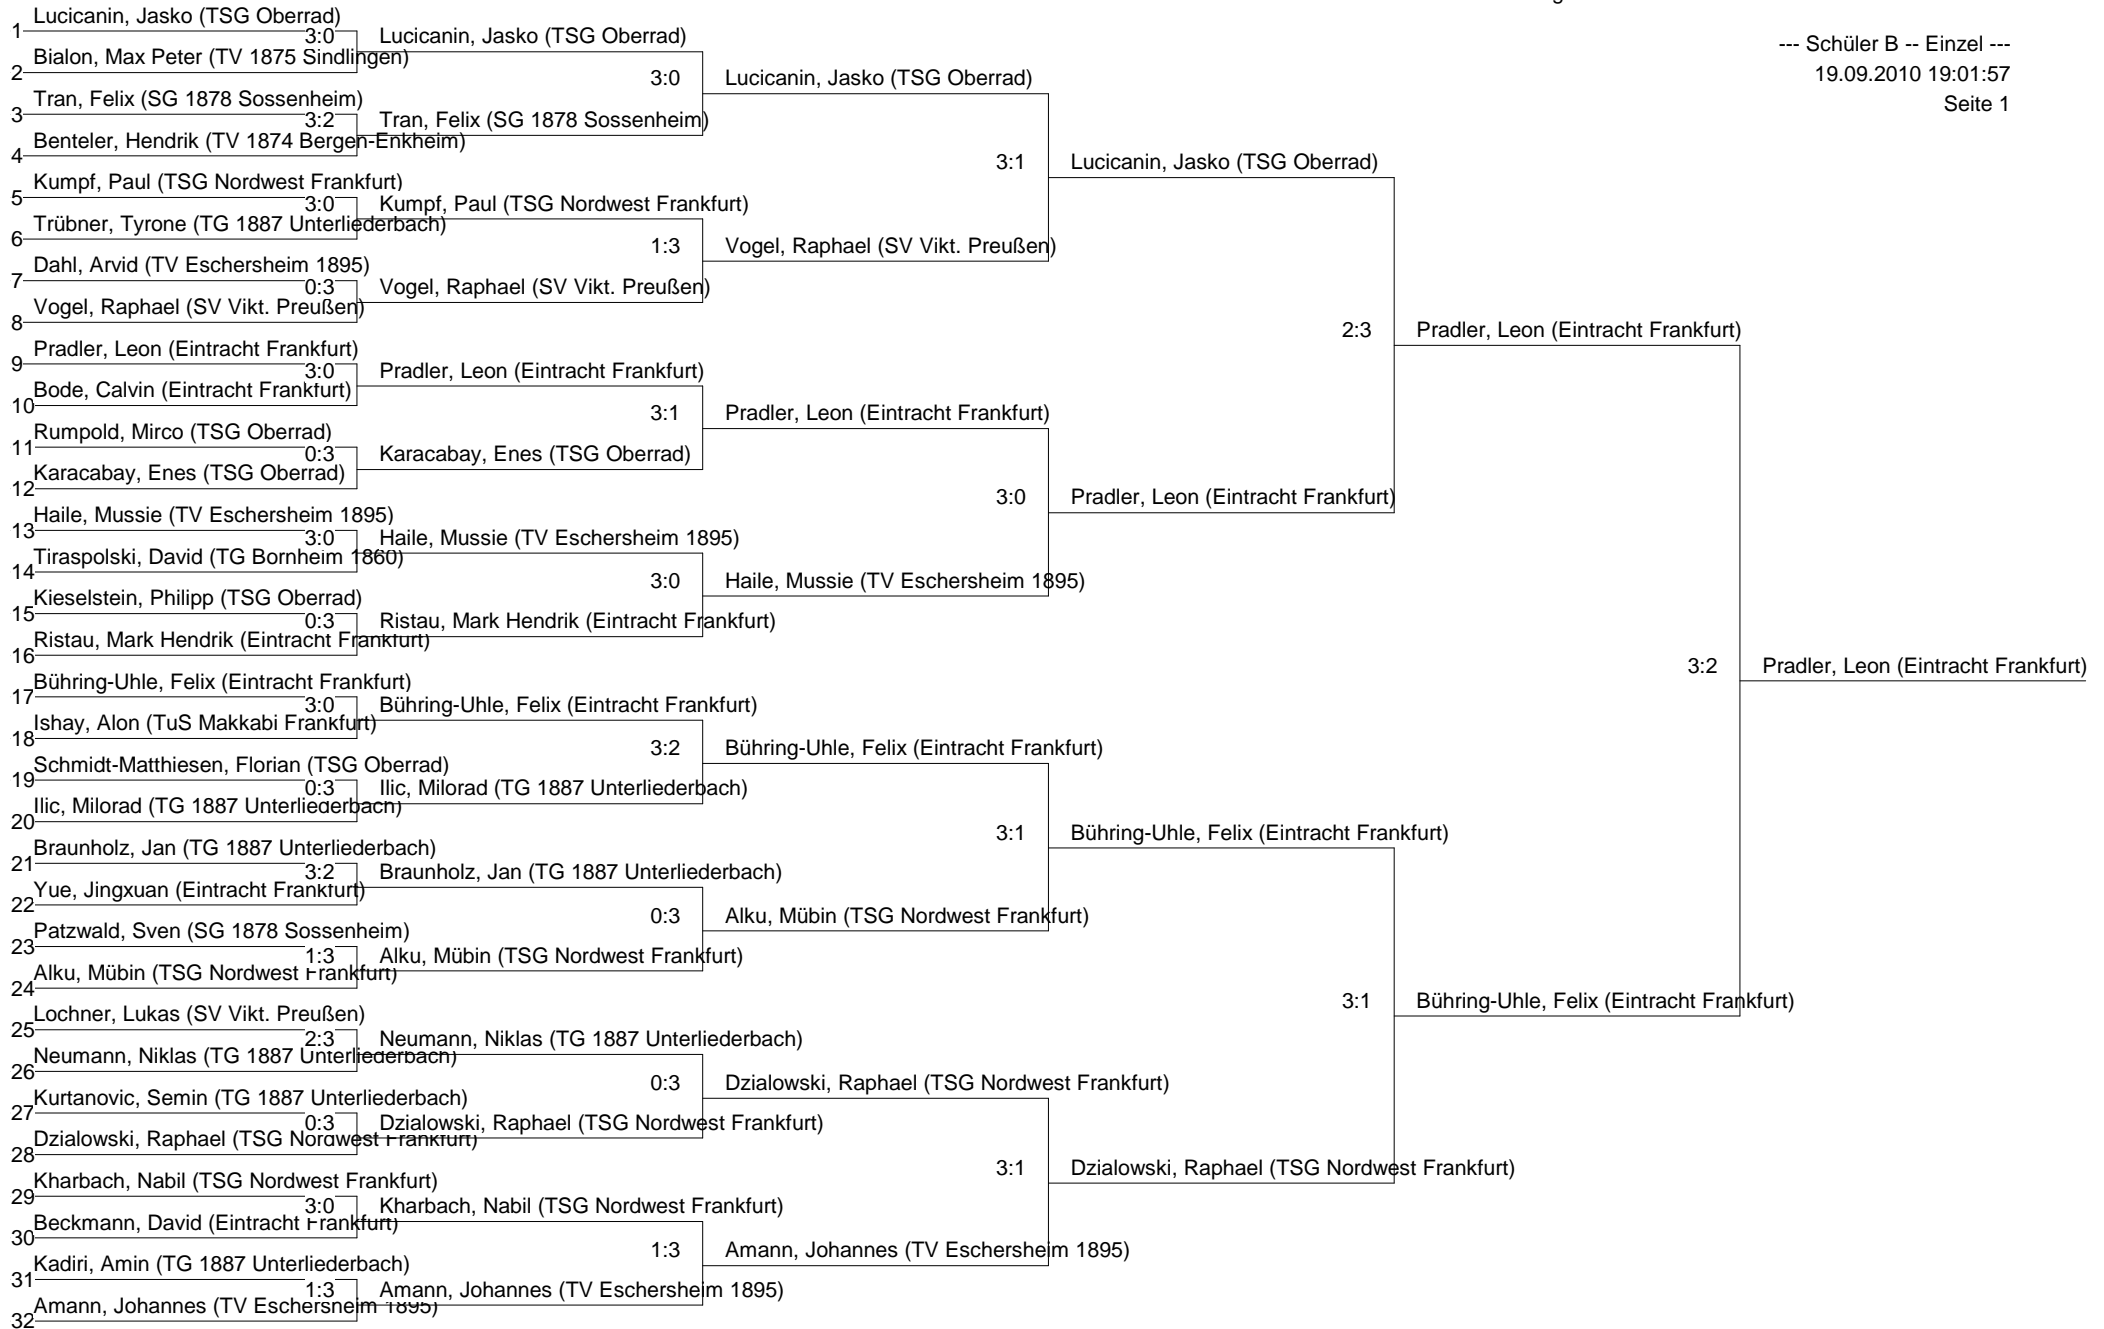 --- Schüler B -- Einzel ---
19.09.2010 19:01:57
Seite 1
1 Lucicanin, Jasko (TSG Oberrad)
2 Bialon, Max Peter (TV 1875 Sindlingen)
3 Tran, Felix (SG 1878 Sossenheim)
4 Benteler, Hendrik (TV 1874 Bergen-Enkheim)
5 Kumpf, Paul (TSG Nordwest Frankfurt)
6 Trübner, Tyrone (TG 1887 Unterliederbach)
7 Dahl, Arvid (TV Eschersheim 1895)
8 Vogel, Raphael (SV Vikt. Preußen)
9 Pradler, Leon (Eintracht Frankfurt)
10 Bode, Calvin (Eintracht Frankfurt)
11 Rumpold, Mirco (TSG Oberrad)
12 Karacabay, Enes (TSG Oberrad)
13 Haile, Mussie (TV Eschersheim 1895)
14 Tiraspolski, David (TG Bornheim 1860)
15 Kieselstein, Philipp (TSG Oberrad)
16 Ristau, Mark Hendrik (Eintracht Frankfurt)
17 Bühring-Uhle, Felix (Eintracht Frankfurt)
18 Ishay, Alon (TuS Makkabi Frankfurt)
19 Schmidt-Matthiesen, Florian (TSG Oberrad)
20 Ilic, Milorad (TG 1887 Unterliederbach)
21 Braunholz, Jan (TG 1887 Unterliederbach)
22 Yue, Jingxuan (Eintracht Frankfurt)
23 Patzwald, Sven (SG 1878 Sossenheim)
24 Alku, Mübin (TSG Nordwest Frankfurt)
25 Lochner, Lukas (SV Vikt. Preußen)
26 Neumann, Niklas (TG 1887 Unterliederbach)
27 Kurtanovic, Semin (TG 1887 Unterliederbach)
28 Dzialowski, Raphael (TSG Nordwest Frankfurt)
29 Kharbach, Nabil (TSG Nordwest Frankfurt)
30 Beckmann, David (Eintracht Frankfurt)
31 Kadiri, Amin (TG 1887 Unterliederbach)
32 Amann, Johannes (TV Eschersheim 1895)
3:0 Lucicanin, Jasko (TSG Oberrad)
3:2 Tran, Felix (SG 1878 Sossenheim)
3:0 Kumpf, Paul (TSG Nordwest Frankfurt)
0:3 Vogel, Raphael (SV Vikt. Preußen)
3:0 Pradler, Leon (Eintracht Frankfurt)
0:3 Karacabay, Enes (TSG Oberrad)
3:0 Haile, Mussie (TV Eschersheim 1895)
0:3 Ristau, Mark Hendrik (Eintracht Frankfurt)
3:0 Bühring-Uhle, Felix (Eintracht Frankfurt)
0:3 Ilic, Milorad (TG 1887 Unterliederbach)
3:2 Braunholz, Jan (TG 1887 Unterliederbach)
1:3 Alku, Mübin (TSG Nordwest Frankfurt)
2:3 Neumann, Niklas (TG 1887 Unterliederbach)
0:3 Dzialowski, Raphael (TSG Nordwest Frankfurt)
3:0 Kharbach, Nabil (TSG Nordwest Frankfurt)
1:3 Amann, Johannes (TV Eschersheim 1895)
3:0 Lucicanin, Jasko (TSG Oberrad)
1:3 Vogel, Raphael (SV Vikt. Preußen)
3:1 Pradler, Leon (Eintracht Frankfurt)
3:0 Haile, Mussie (TV Eschersheim 1895)
3:2 Bühring-Uhle, Felix (Eintracht Frankfurt)
0:3 Alku, Mübin (TSG Nordwest Frankfurt)
0:3 Dzialowski, Raphael (TSG Nordwest Frankfurt)
1:3 Amann, Johannes (TV Eschersheim 1895)
3:1 Lucicanin, Jasko (TSG Oberrad)
3:0 Pradler, Leon (Eintracht Frankfurt)
3:1 Bühring-Uhle, Felix (Eintracht Frankfurt)
3:1 Dzialowski, Raphael (TSG Nordwest Frankfurt)
2:3 Pradler, Leon (Eintracht Frankfurt)
3:1 Bühring-Uhle, Felix (Eintracht Frankfurt)
3:2 Pradler, Leon (Eintracht Frankfurt)